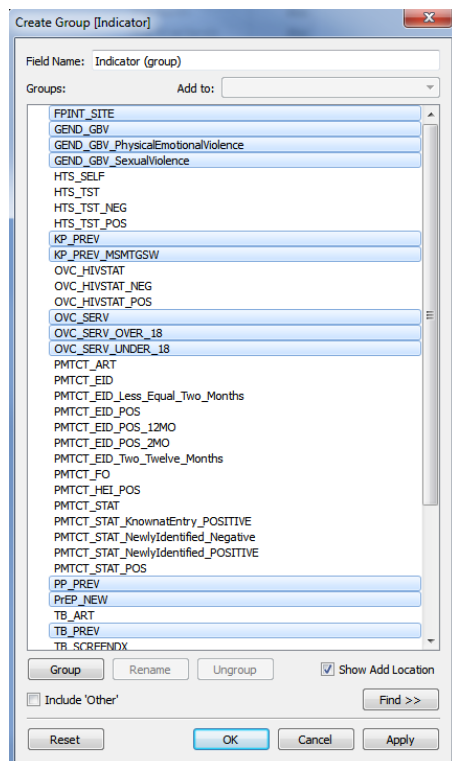 Create Group [Indicator]
Field Name: Indicator (group)
Groups: Add to:
FPINT_SITE
GEND_GBV
GEND_GBV_PhysicalEmotionalViolence
GEND_GBV_SexualViolence
HTS_SELF
HTS_TST
HTS_TST_NEG
HTS_TST_POS
KP_PREV
KP_PREV_MSMTGSW
OVC_HIVSTAT
OVC_HIVSTAT_NEG
OVC_HIVSTAT_POS
OVC_SERV
OVC_SERV_OVER_18
OVC_SERV_UNDER_18
PMTCT_ART
PMTCT_EID
PMTCT_EID_Less_Equal_Two_Months
PMTCT_EID_POS
PMTCT_EID_POS_12MO
PMTCT_EID_POS_2MO
PMTCT_EID_Two_Twelve_Months
PMTCT_FO
PMTCT_HEI_POS
PMTCT_STAT
PMTCT_STAT_KnownatEntry_POSITIVE
PMTCT_STAT_NewlyIdentified_Negative
PMTCT_STAT_NewlyIdentified_POSITIVE
PMTCT_STAT_POS
PP_PREV
PrEP_NEW
TB_ART
TB_PREV
TB_SCREENDX
Group Rename Ungroup Show Add Location
Include 'Other' Find >>
Reset OK Cancel Apply